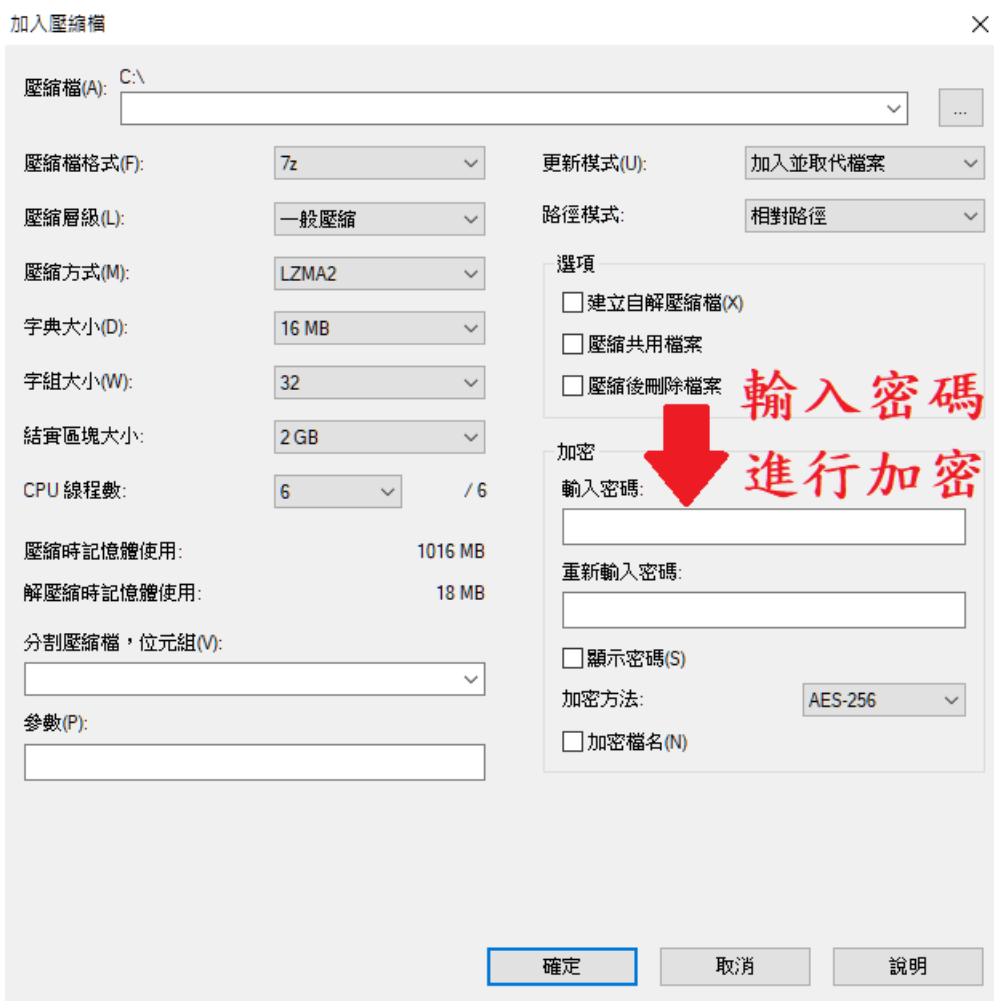 加入壓縮檔
壓縮檔(A):
C:\
...
壓縮檔格式(F):
7z
壓縮層級(L):
一般壓縮
壓縮方式(M):
LZMA2
字典大小(D):
16 MB
字組大小(W):
32
結實區塊大小:
2 GB
CPU 線程數:
6
/ 6
壓縮時記憶體使用:
1016 MB
解壓縮時記憶體使用:
18 MB
分割壓縮檔，位元組(V):
參數(P):
更新模式(U):
加入並取代檔案
路徑模式:
相對路徑
選項
建立自解壓縮檔(X)
壓縮共用檔案
壓縮後刪除檔案
輸入密碼
進行加密
加密
輸入密碼:
重新輸入密碼:
顯示密碼(S)
加密方法:
AES-256
加密檔名(N)
確定
取消
說明